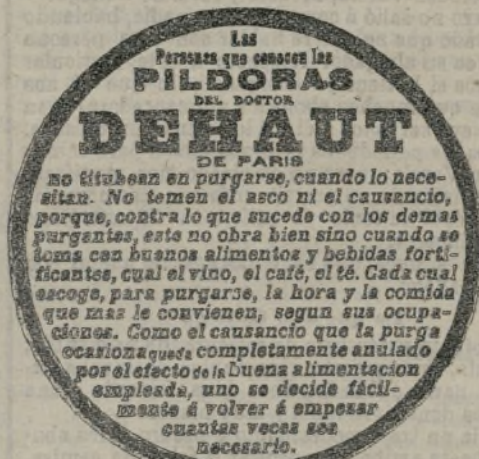 Las
Personas que conocen las
PILDORAS
DEL DOCTOR
DEHAUT
DE PARIS
no titubean en purgarse, cuando lo nece-
sitan. No temen el asco ni el causancio,
porque, contra lo que sucede con los demas
purgantes, este no obra bien sino cuando se
toma con buenos alimentos y bebidas forti-
ficantes, cual el vino, el café, el té. Cada cual
escoge, para purgarse, la hora y la comida
que mas le convienen, segun sus ocupa-
ciones. Como el causancio que la purga
ocasiona queda completamente anulado
por el efecto de la buena alimentacion
empleada, uno se decide fácil-
mente á volver á empezar
cuantas veces sea
necesario.